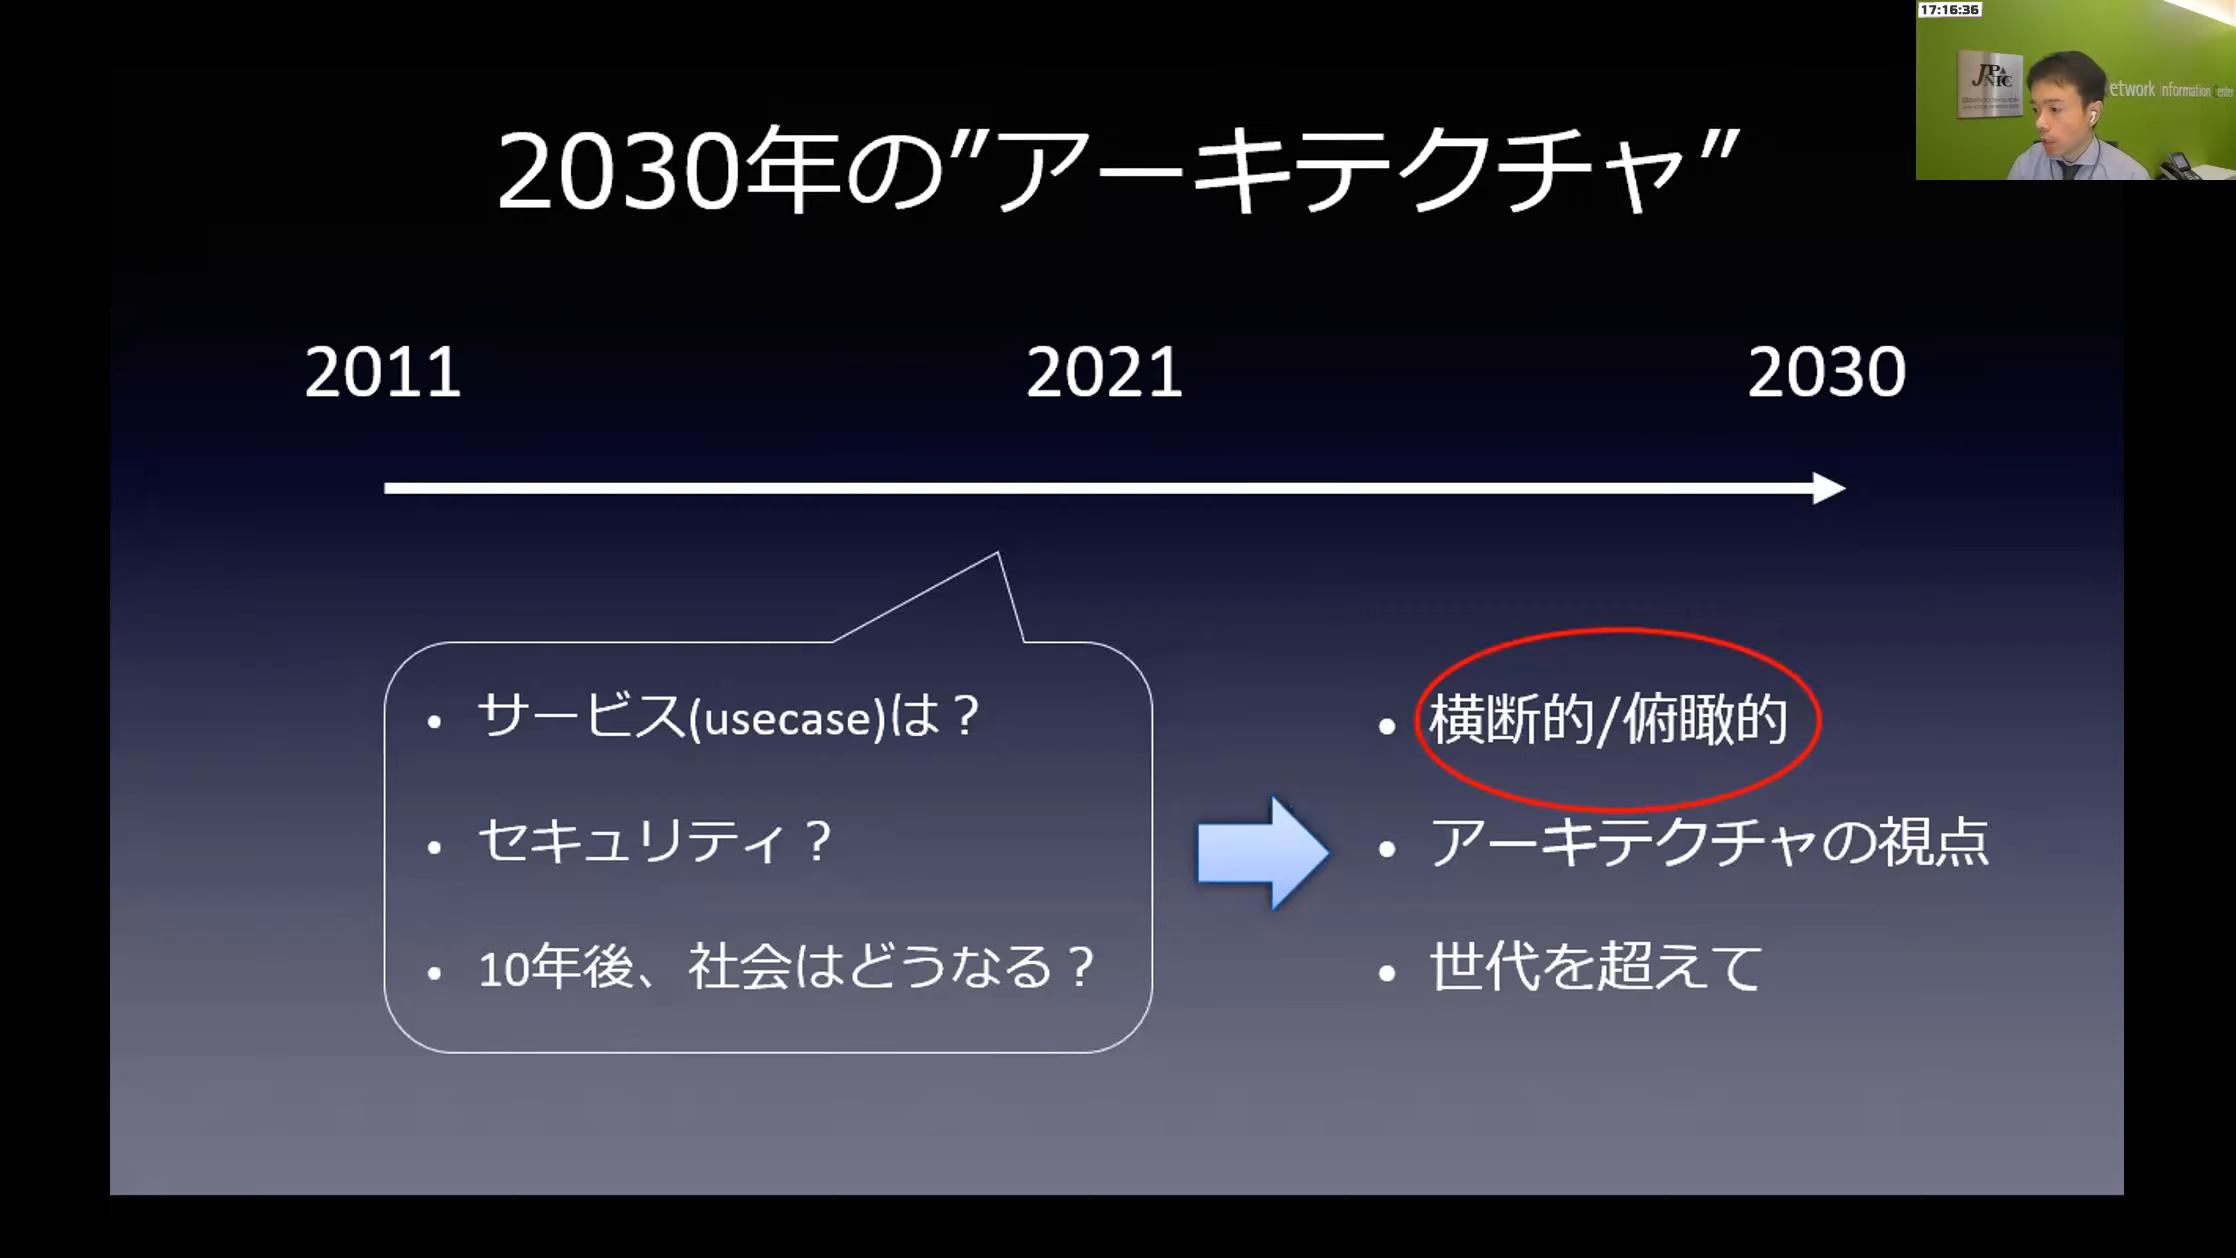 17:16:36
JPNIC
etwork Information Center
2030年の”アーキテクチャ”
2011
2021
2030
• サービス(usecase)は？
• セキュリティ？
• 10年後、社会はどうなる？
• 横断的/俯瞰的
• アーキテクチャの視点
• 世代を超えて